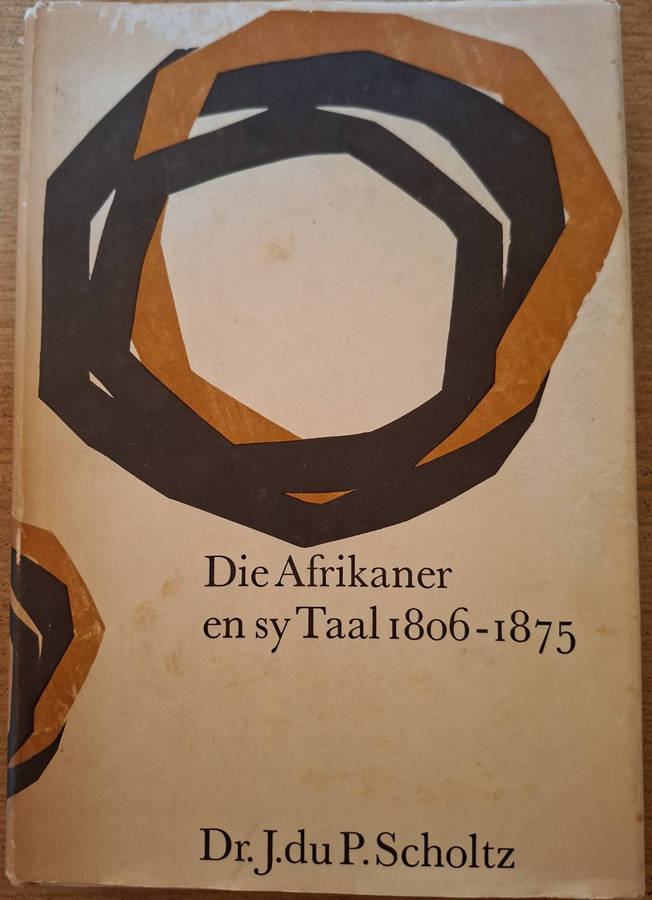 Die Afrikaner
en sy Taal 1806-1875
Dr. J. du P. Scholtz